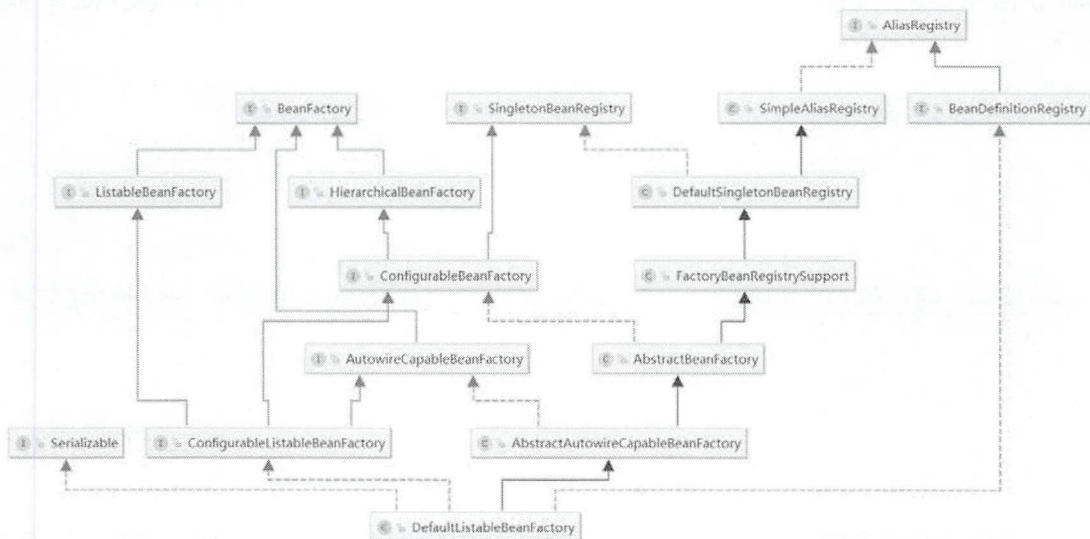 I AliasRegistry
I BeanFactory
I SingletonBeanRegistry
C SimpleAliasRegistry
I BeanDefinitionRegistry
I ListableBeanFactory
I HierarchicalBeanFactory
C DefaultSingletonBeanRegistry
I ConfigurableBeanFactory
C FactoryBeanRegistrySupport
I AutowireCapableBeanFactory
C AbstractBeanFactory
I Serializable
I ConfigurableListableBeanFactory
C AbstractAutowireCapableBeanFactory
C DefaultListableBeanFactory